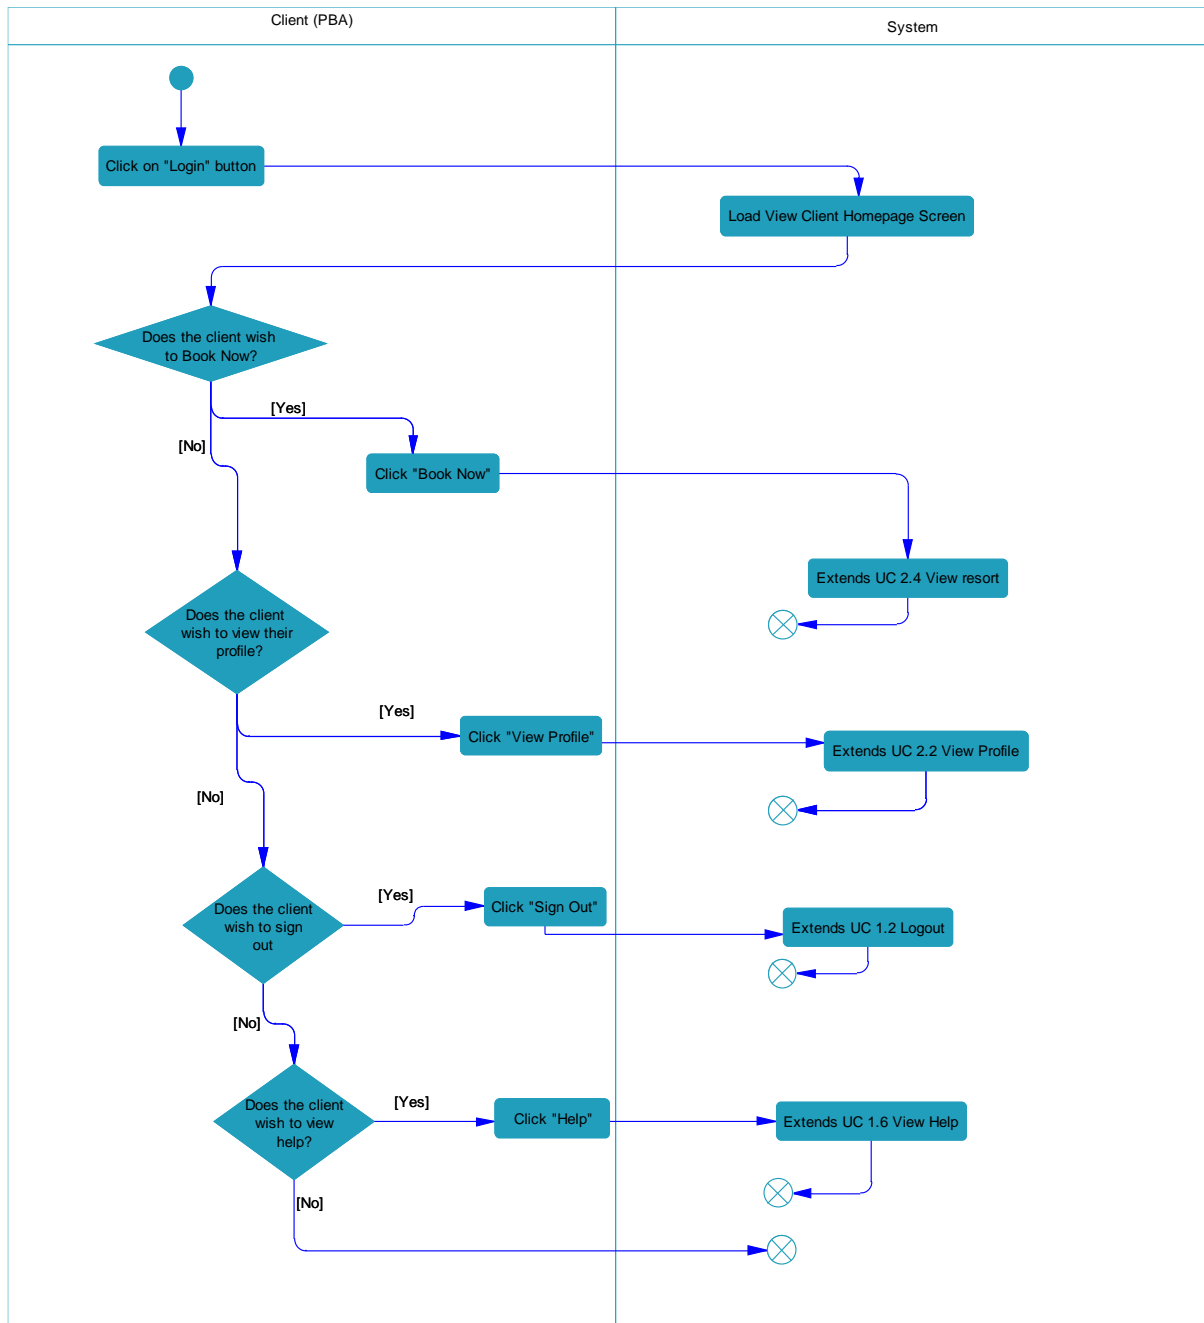 Client (PBA)
System
Click on "Login" button
Load View Client Homepage Screen
Does the client wish
to Book Now?
[Yes]
[No]
Click "Book Now"
Extends UC 2.4 View resort
Does the client
wish to view their
profile?
[Yes]
Click "View Profile"
Extends UC 2.2 View Profile
[No]
Does the client
wish to sign
out
[Yes]
Click "Sign Out"
Extends UC 1.2 Logout
[No]
Does the client
wish to view
help?
[Yes]
Click "Help"
Extends UC 1.6 View Help
[No]